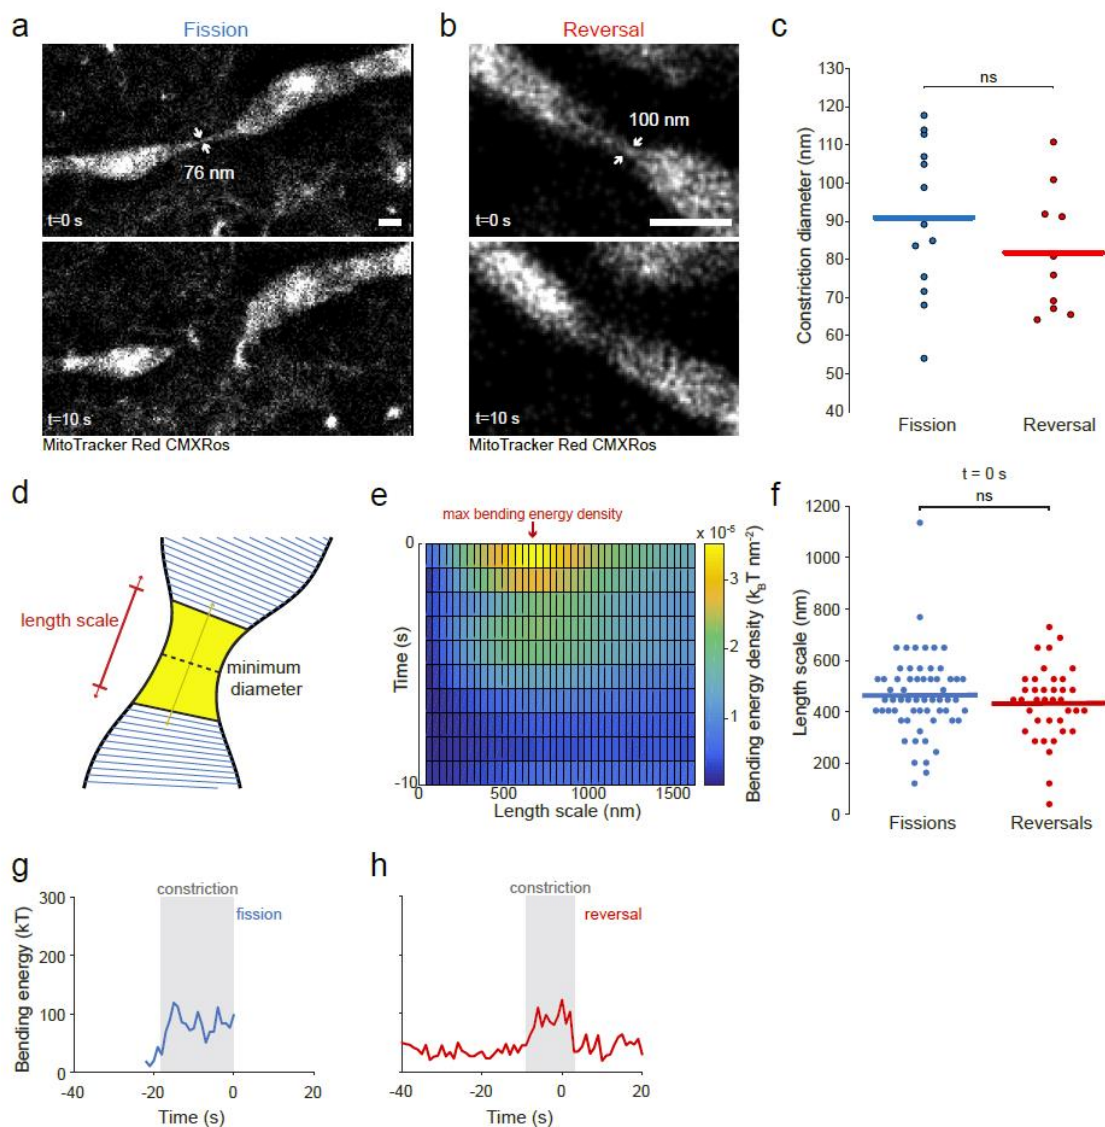 a
Fission
76 nm
t=0 s
t=10 s
MitoTracker Red CMXRos
b
Reversal
100 nm
t=0 s
t=10 s
MitoTracker Red CMXRos
c
ns
Constriction diameter (nm)
130
120
110
100
90
80
70
60
50
40
Fission
Reversal
d
length scale
minimum
diameter
e
max bending energy density
x 10⁻⁵
Time (s)
0
-10
0
500
1000
1500
Length scale (nm)
3
2
1
Bending energy density (k_B T nm⁻²)
f
t = 0 s
ns
Length scale (nm)
1200
1000
800
600
400
200
0
Fissions
Reversals
g
constriction
fission
Bending energy (kT)
300
200
100
0
-40
-20
0
20
Time (s)
h
constriction
reversal
-40
-20
0
20
Time (s)